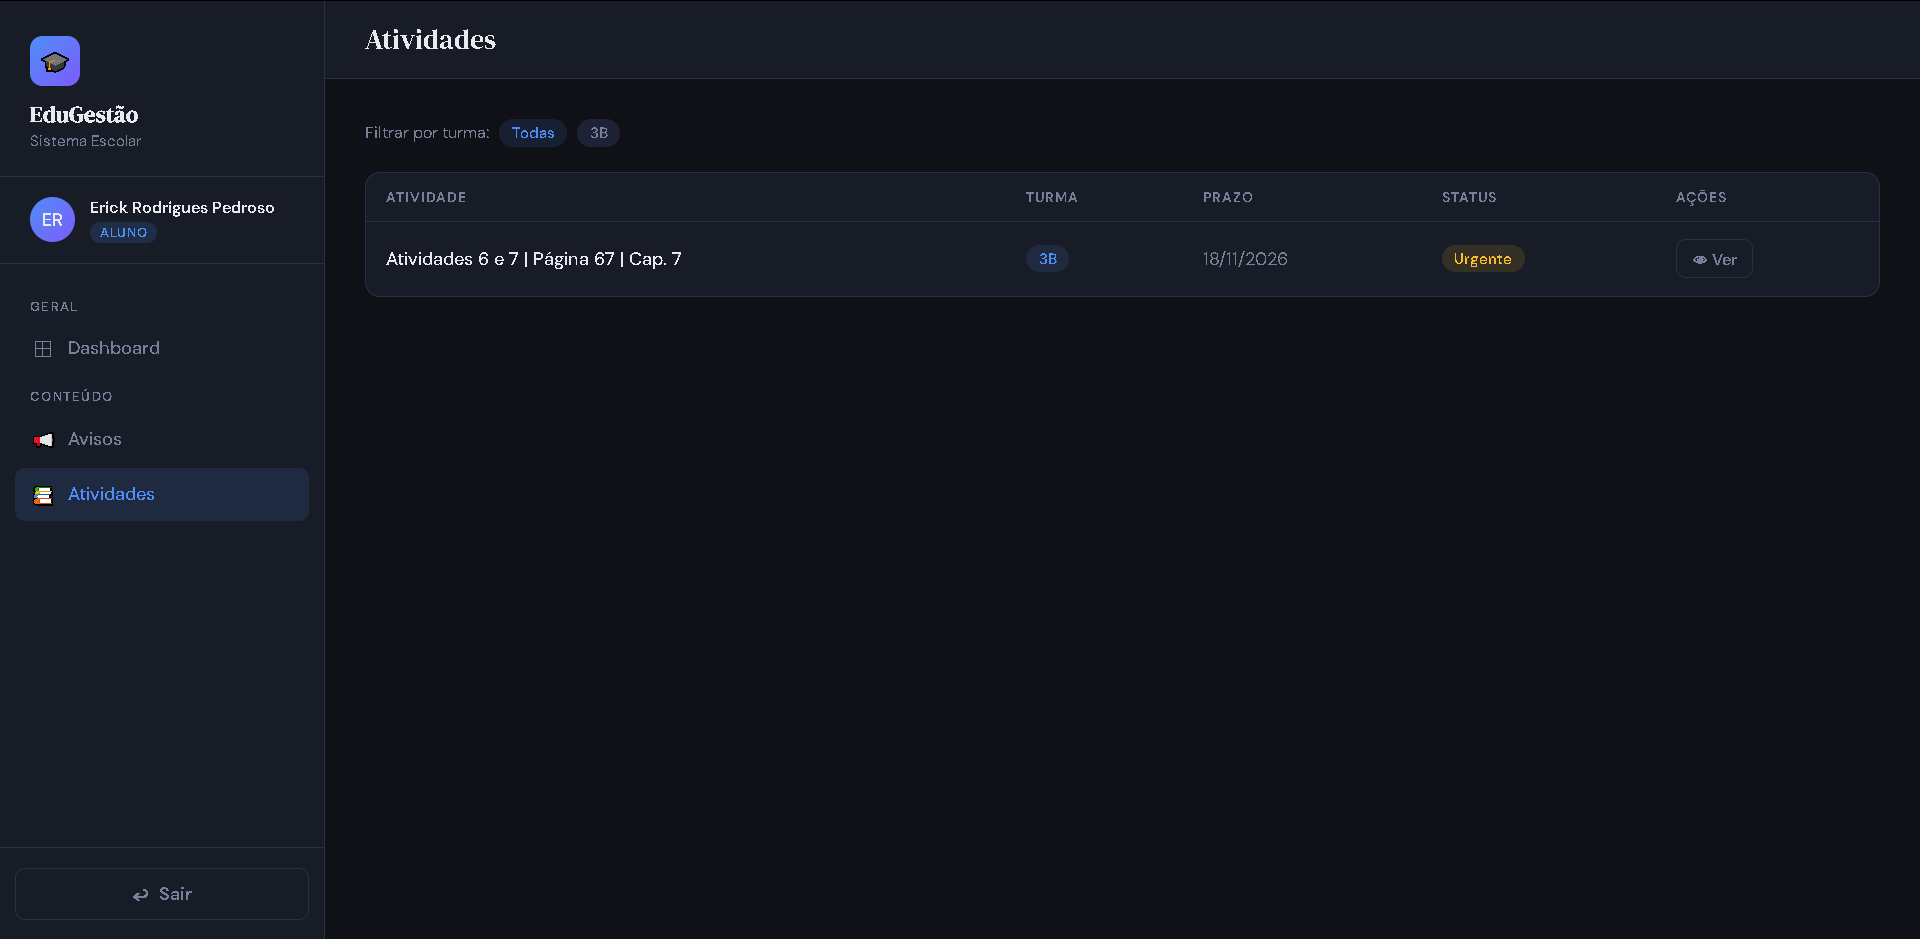 EduGestão
Sistema Escolar
ER
Erick Rodrigues Pedroso
ALUNO
GERAL
Dashboard
CONTEÚDO
Avisos
Atividades
Sair
Atividades
Filtrar por turma: Todas 3B
ATIVIDADE TURMA PRAZO STATUS AÇÕES
Atividades 6 e 7 | Página 67 | Cap. 7 3B 18/11/2026 Urgente Ver